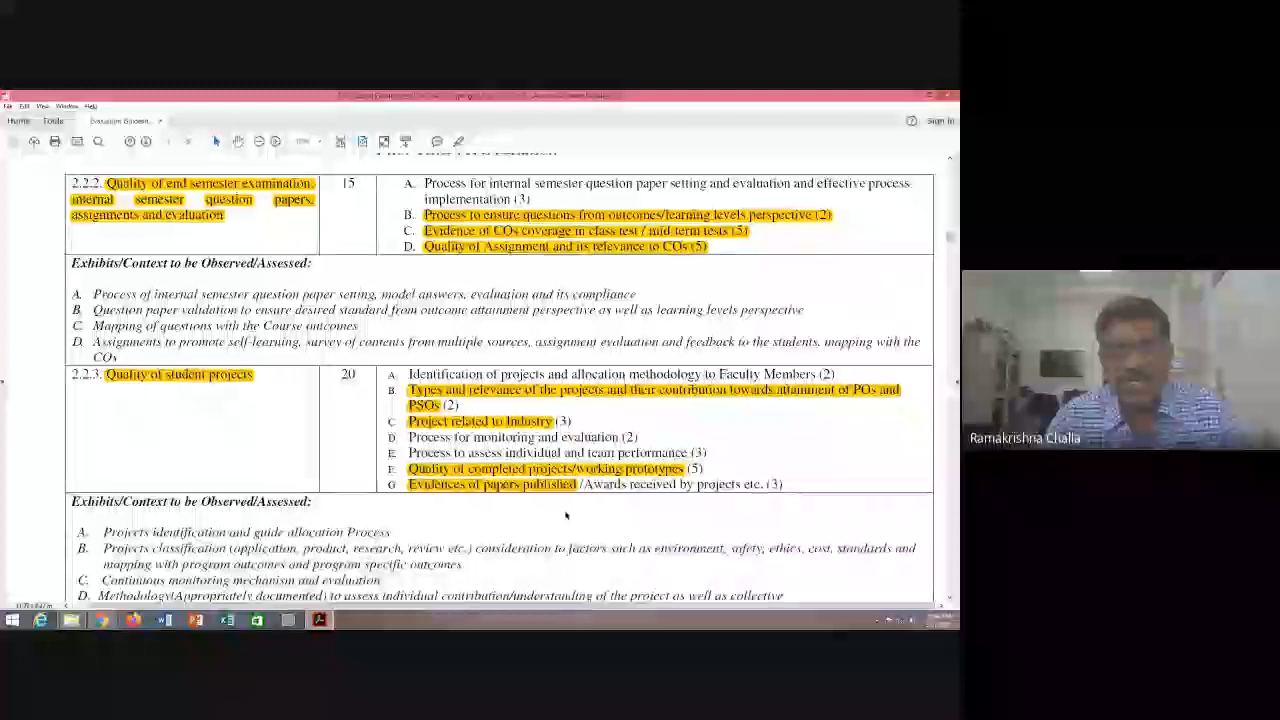 File Edit View Window Help
Home Tools Evaluation Guideli... × Sign In
2.2.2. Quality of end semester examination, internal semester question papers, assignments and evaluation
15
A. Process for internal semester question paper setting and evaluation and effective process implementation (3)
B. Process to ensure questions from outcomes/learning levels perspective (2)
C. Evidence of COs coverage in class test / mid-term tests (5)
D. Quality of Assignment and its relevance to COs (5)
Exhibits/Context to be Observed/Assessed:
A. Process of internal semester question paper setting, model answers, evaluation and its compliance
B. Question paper validation to ensure desired standard from outcome attainment perspective as well as learning levels perspective
C. Mapping of questions with the Course outcomes
D. Assignments to promote self-learning, survey of contents from multiple sources, assignment evaluation and feedback to the students, mapping with the
COs
2.2.3. Quality of student projects
20
A. Identification of projects and allocation methodology to Faculty Members (2)
B. Types and relevance of the projects and their contribution towards attainment of POs and
PSOs (2)
C. Project related to Industry (3)
D. Process for monitoring and evaluation (2)
E. Process to assess individual and team performance (3)
F. Quality of completed projects/working prototypes (5)
G. Evidences of papers published /Awards received by projects etc. (3)
Exhibits/Context to be Observed/Assessed:
A. Projects identification and guide allocation Process
B. Projects classification (application, product, research, review etc.) consideration to factors such as environment, safety, ethics, cost, standards and
mapping with program outcomes and program specific outcomes
C. Continuous monitoring mechanism and evaluation
D. Methodology(Appropriately documented) to assess individual contribution/understanding of the project as well as collective
Ramakrishna Challa